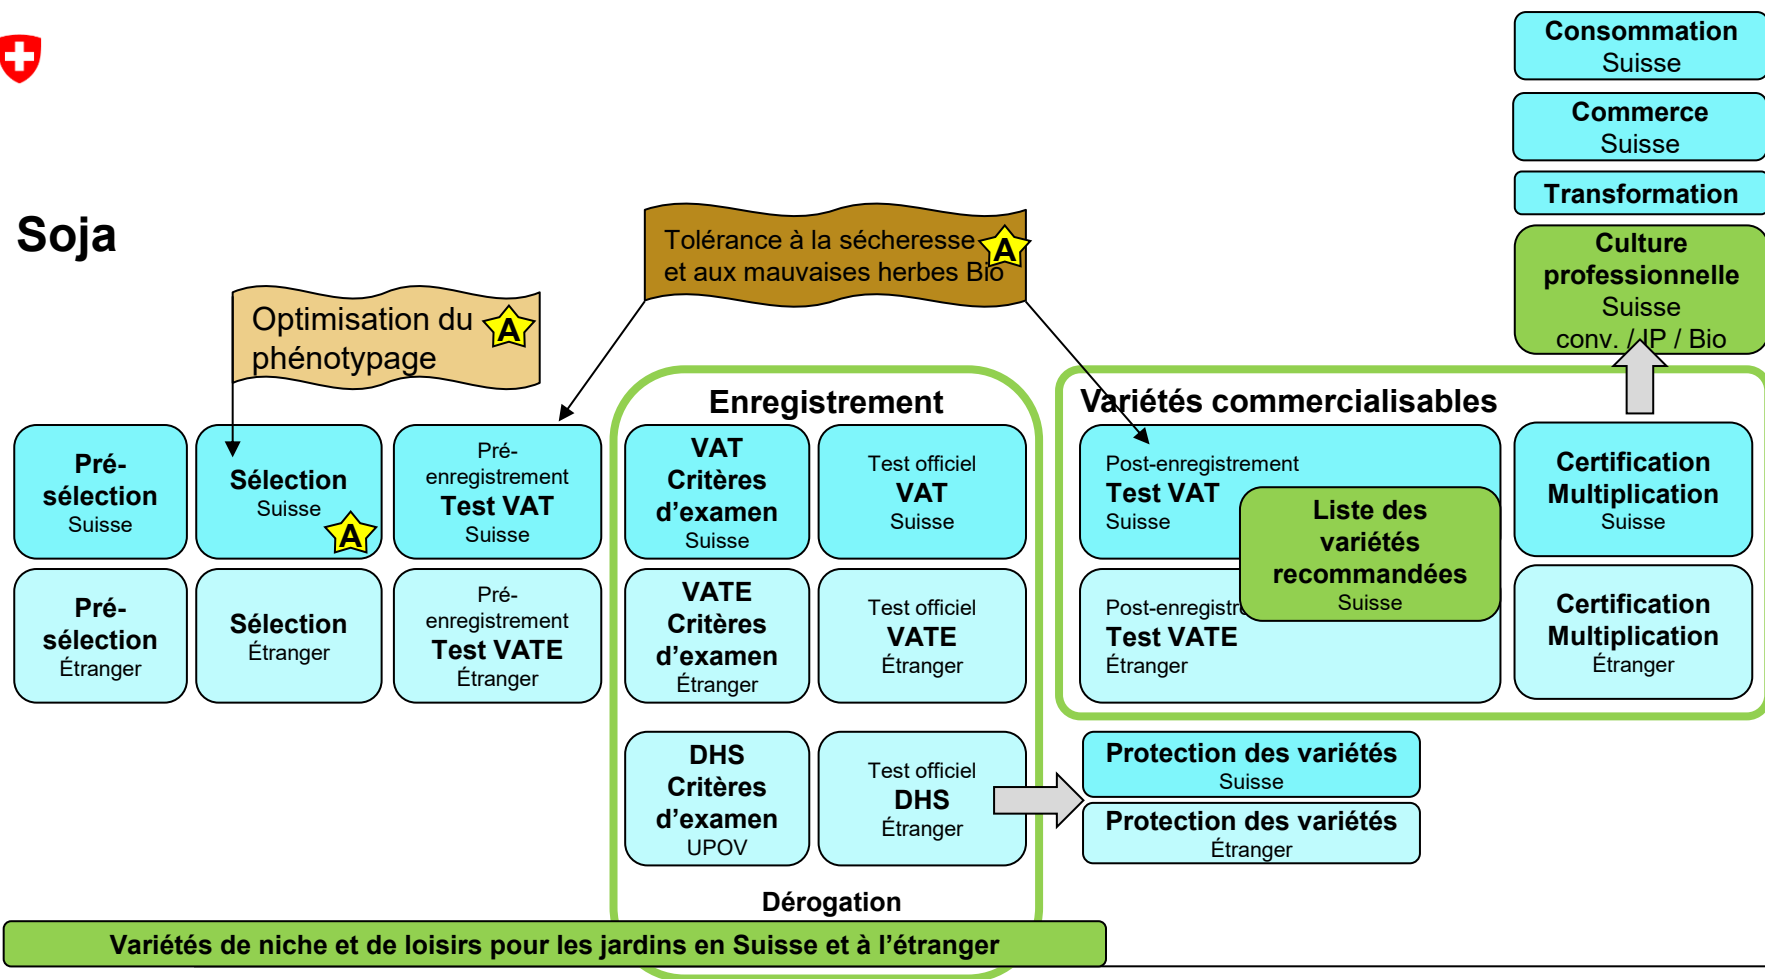 Consommation
Suisse
Commerce
Suisse
Transformation
Culture
professionnelle
Suisse
conv. / IP / Bio
Soja
Tolérance à la sécheresse
et aux mauvaises herbes Bio
A
Optimisation du
phénotypage
A
Enregistrement
Variétés commercialisables
Pré-
sélection
Suisse
Sélection
Suisse
A
Pré-
enregistrement
Test VAT
Suisse
VAT
Critères
d'examen
Suisse
Test officiel
VAT
Suisse
Post-enregistrement
Test VAT
Suisse
Liste des
variétés
recommandées
Suisse
Certification
Multiplication
Suisse
Pré-
sélection
Étranger
Sélection
Étranger
Pré-
enregistrement
Test VATE
Étranger
VATE
Critères
d'examen
Étranger
Test officiel
VATE
Étranger
Post-enregistre
Test VATE
Étranger
Certification
Multiplication
Étranger
DHS
Critères
d'examen
UPOV
Test officiel
DHS
Étranger
Protection des variétés
Suisse
Protection des variétés
Étranger
Dérogation
Variétés de niche et de loisirs pour les jardins en Suisse et à l'étranger